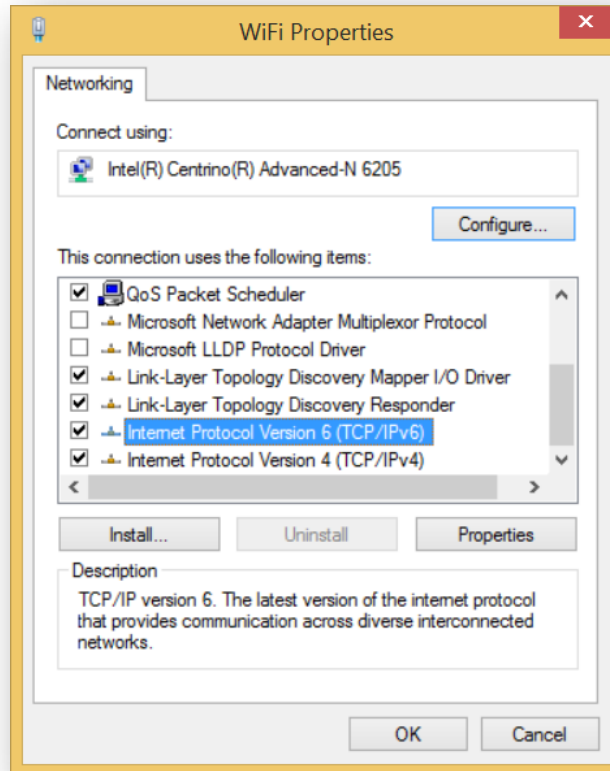 WiFi Properties
Networking
Connect using:
Intel(R) Centrino(R) Advanced-N 6205
Configure...
This connection uses the following items:
QoS Packet Scheduler
Microsoft Network Adapter Multiplexor Protocol
Microsoft LLDP Protocol Driver
Link-Layer Topology Discovery Mapper I/O Driver
Link-Layer Topology Discovery Responder
Internet Protocol Version 6 (TCP/IPv6)
Internet Protocol Version 4 (TCP/IPv4)
Install... Uninstall Properties
Description
TCP/IP version 6. The latest version of the internet protocol
that provides communication across diverse interconnected
networks.
OK Cancel